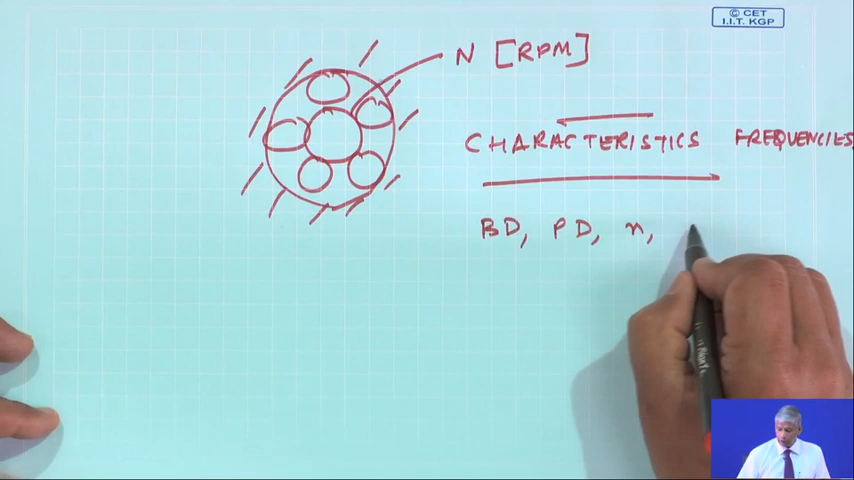 © CET
I.I.T. KGP
N [RPM]
CHARACTERISTICS FREQUENCIES
BD, PD, n,